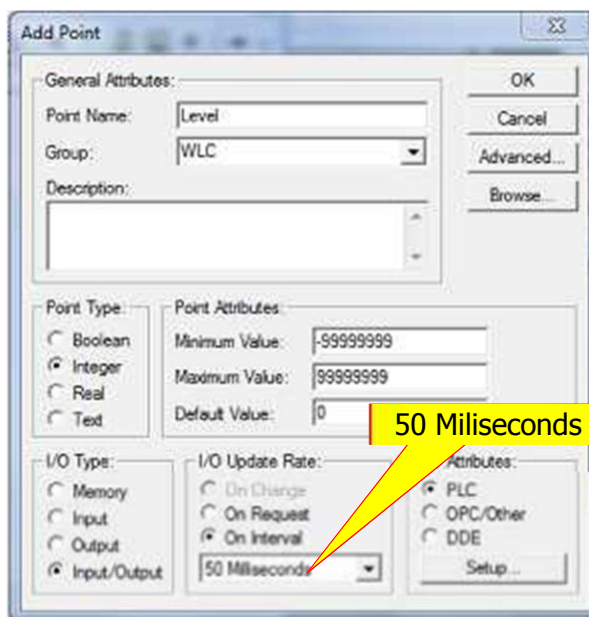 Add Point
General Attributes:
Point Name: Level
Group: WLC
Description:
OK
Cancel
Advanced...
Browse...
Point Type:
Boolean
Integer
Real
Text
Point Attributes:
Minimum Value: -99999999
Maximum Value: 99999999
Default Value: 0
50 Miliseconds
I/O Type:
Memory
Input
Output
Input/Output
I/O Update Rate:
On Change
On Request
On Interval
50 Milliseconds
Attributes:
PLC
OPC/Other
DDE
Setup...